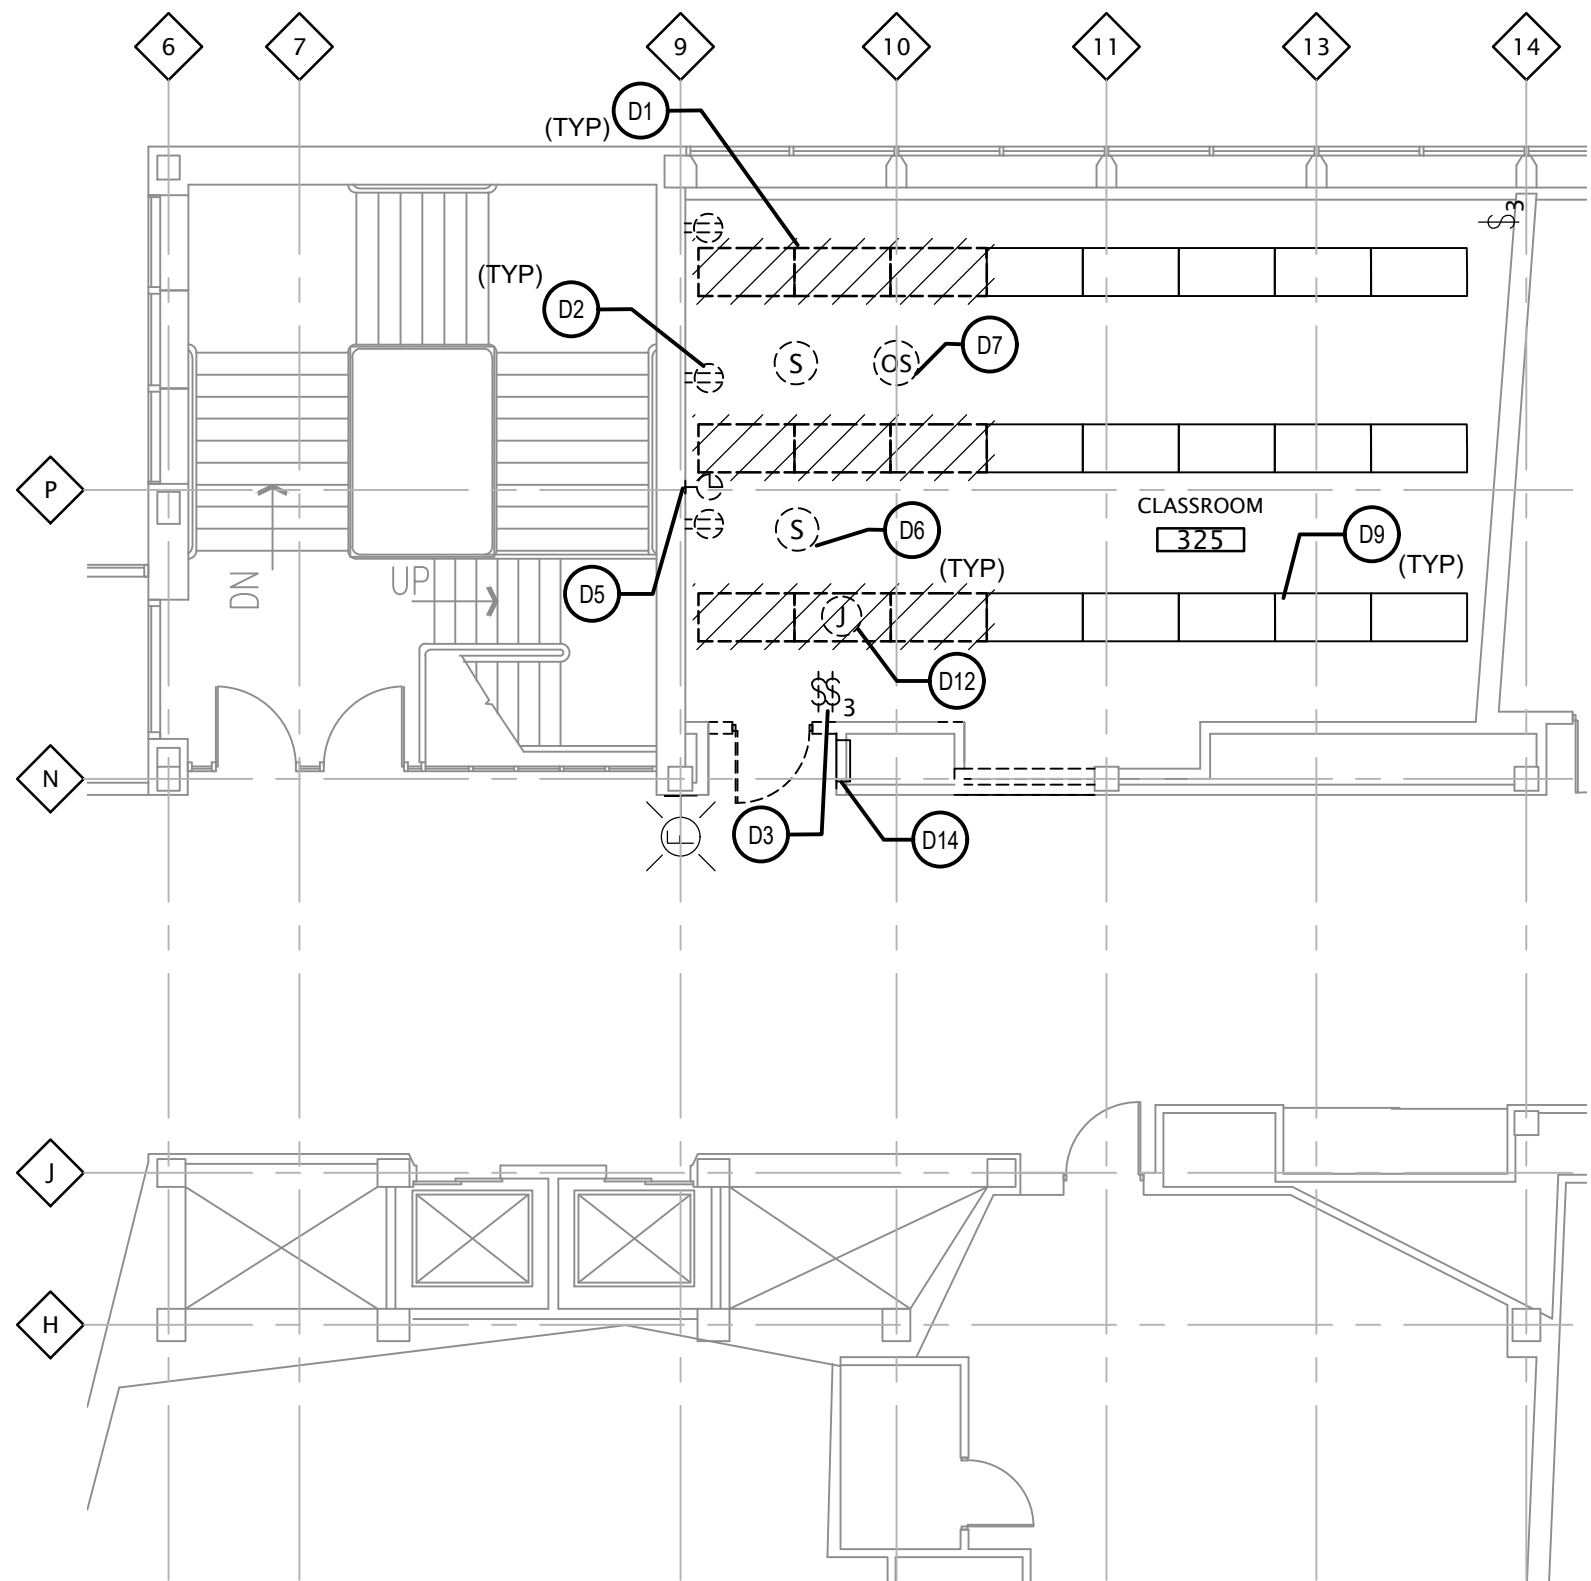 6
7
9
10
11
13
14
D1
(TYP)
$3
(TYP)
D2
S
OS
D7
P
CLASSROOM
325
S
D6
D9
(TYP)
(TYP)
DN
UP
D5
J
D12
$$3
N
F
D3
D14
J
H